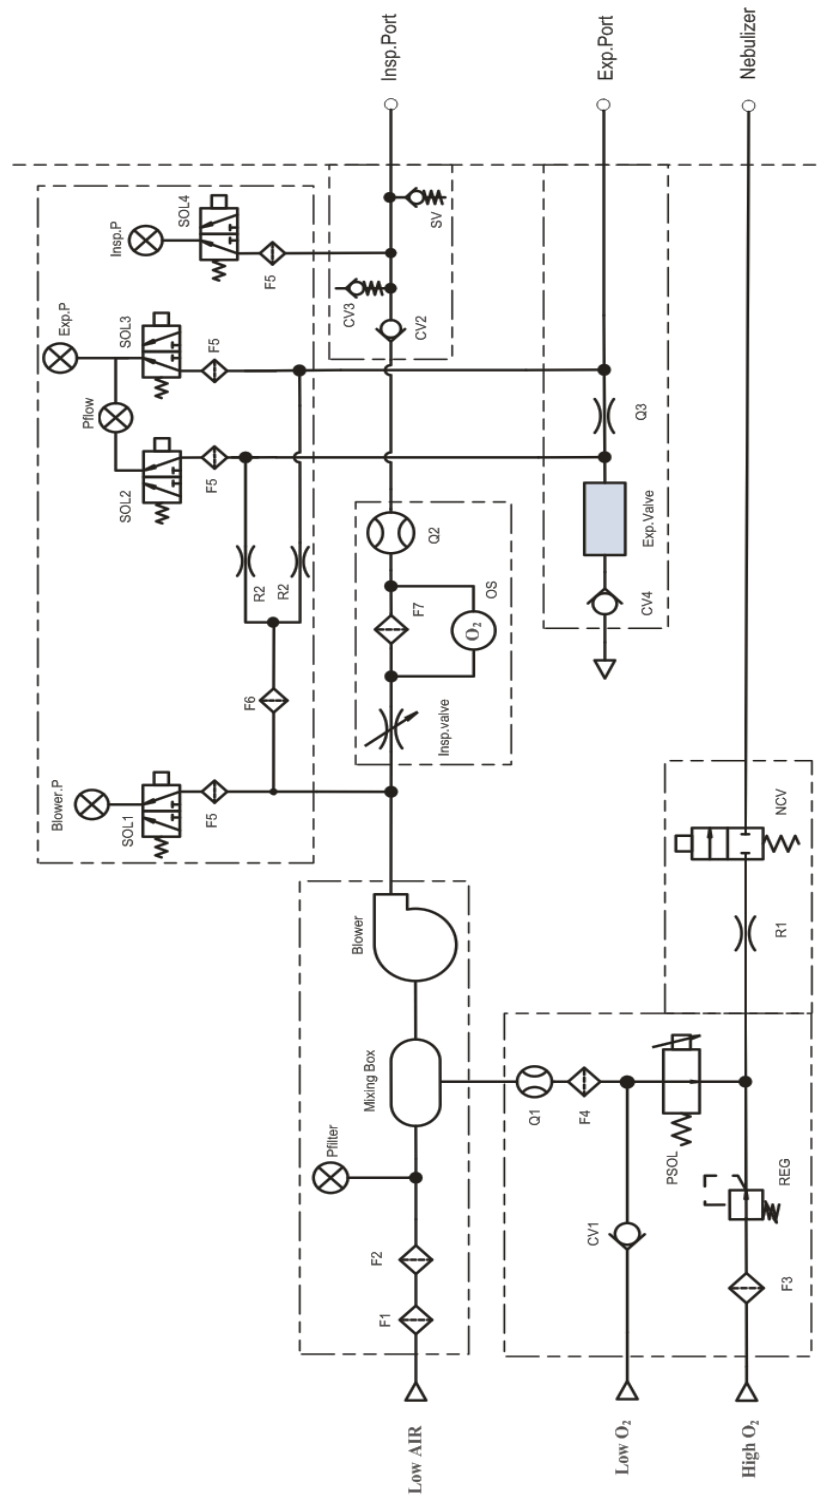 Insp.Port
Exp.Port
Nebulizer
SOL4
Insp.P
F5
SV
CV3
CV2
Exp.P
SOL3
F5
Pflow
SOL2
F5
Q3
Exp.Valve
CV4
R2
R2
Q2
F7
OS
O₂
Insp.valve
F6
Blower.P
SOL1
F5
NCV
R1
Blower
Mixing Box
Pfilter
Q1
F4
PSOL
REG
CV1
F2
F1
F3
Low AIR
Low O₂
High O₂